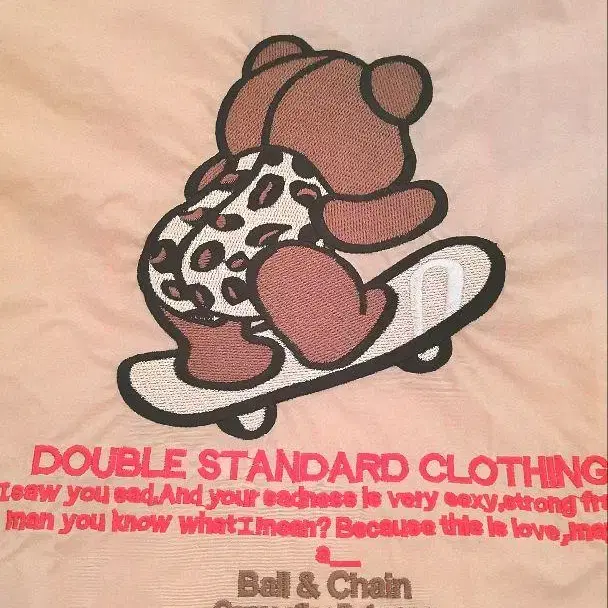 DOUBLE STANDARD CLOTHING
I saw you sad.And your sadness is very sexy,strong
man you know what I mean? Because this is love,
a__
Ball & Chain